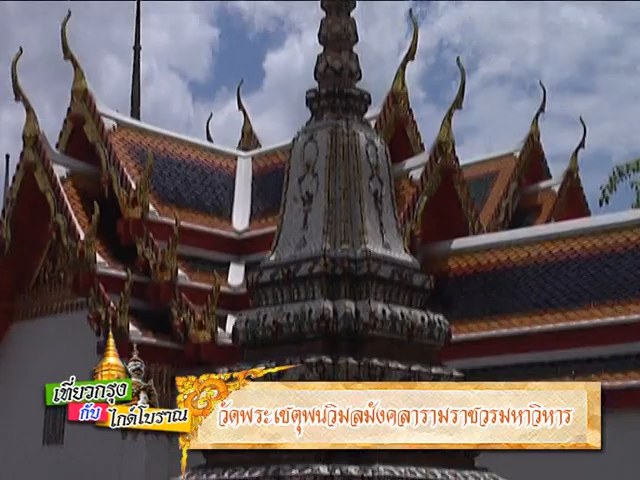 เที่ยวกรุง
กับ ไกด์โบราณ
วัดพระเชตุพนวิมลมังคลารามราชวรมหาวิหาร